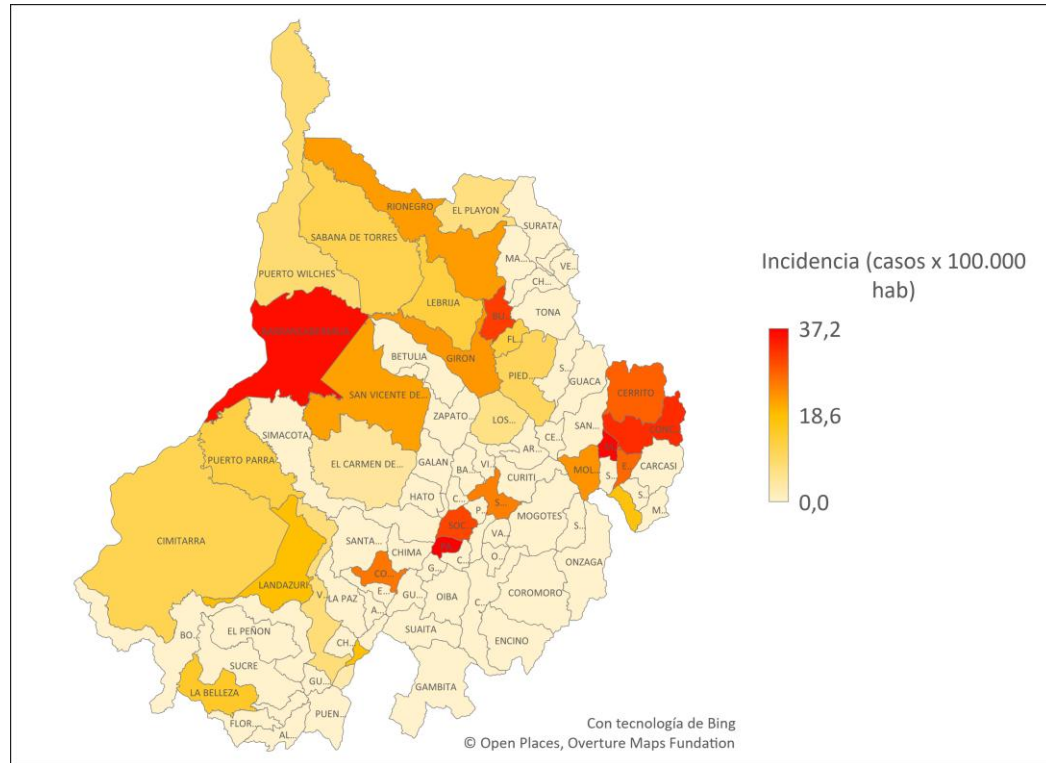 RIONEGRO
EL PLAYON
SURATA
SABANA DE TORRES
MA...
VE...
PUERTO WILCHES
CH...
LEBRIJA
TONA
BU...
FL...
BETULIA
GIRON
PIED...
S...
GUACA
CERRITO
SAN VICENTE DE...
ZAPATO...
LOS...
SAN...
SIMACOTA
CE...
AR...
CONC...
PUERTO PARRA
EL CARMEN DE...
GALAN
BA...
VI...
CURITI
MOL...
S...
E...
CARCASI
HATO
C...
S...
P...
MOGOTES
S...
M...
CIMITARRA
SOC...
VA...
S...
SANTA...
CHIMA
C...
O...
ONZAGA
LANDAZURI
CO...
G...
V...
LA PAZ
E...
GU...
OIBA
C...
COROMORO
A...
BO...
EL PEÑON
SUAITA
ENCINO
CH...
SUCRE
GU...
GAMBITA
LA BELLEZA
FLOR...
PUEN...
AL...
Incidencia (casos x 100.000
hab)
37,2
18,6
0,0
Con tecnología de Bing
© Open Places, Overture Maps Fundation